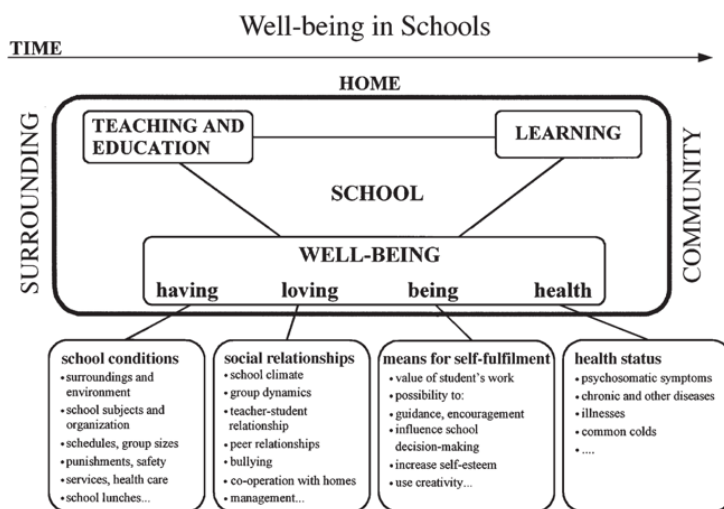 Well-being in Schools
TIME
HOME
SURROUNDING
COMMUNITY
TEACHING AND
EDUCATION
LEARNING
SCHOOL
WELL-BEING
having loving being health
school conditions
• surroundings and
environment
• school subjects and
organization
• schedules, group sizes
• punishments, safety
• services, health care
• school lunches...
social relationships
• school climate
• group dynamics
• teacher-student
relationship
• peer relationships
• bullying
• co-operation with homes
• management...
means for self-fulfilment
• value of student's work
• possibility to:
• guidance, encouragement
• influence school
decision-making
• increase self-esteem
• use creativity...
health status
• psychosomatic symptoms
• chronic and other diseases
• illnesses
• common colds
• ....